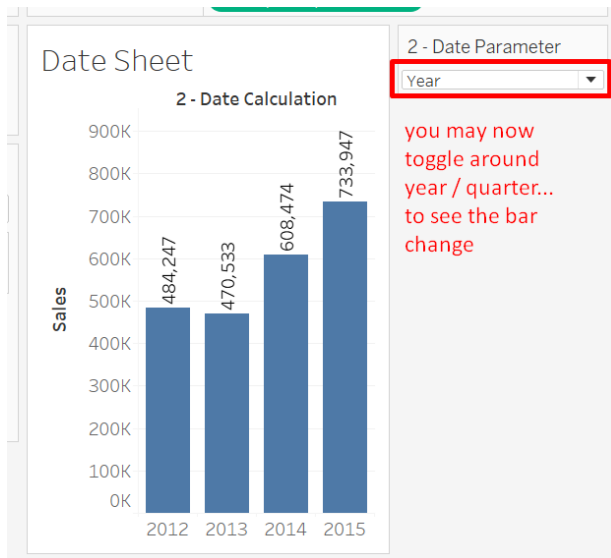 Date Sheet
2 - Date Calculation
Sales
900K
800K
700K
600K
500K
400K
300K
200K
100K
0K
484,247
470,533
608,474
733,947
2012 2013 2014 2015
2 - Date Parameter
Year
you may now
toggle around
year / quarter...
to see the bar
change